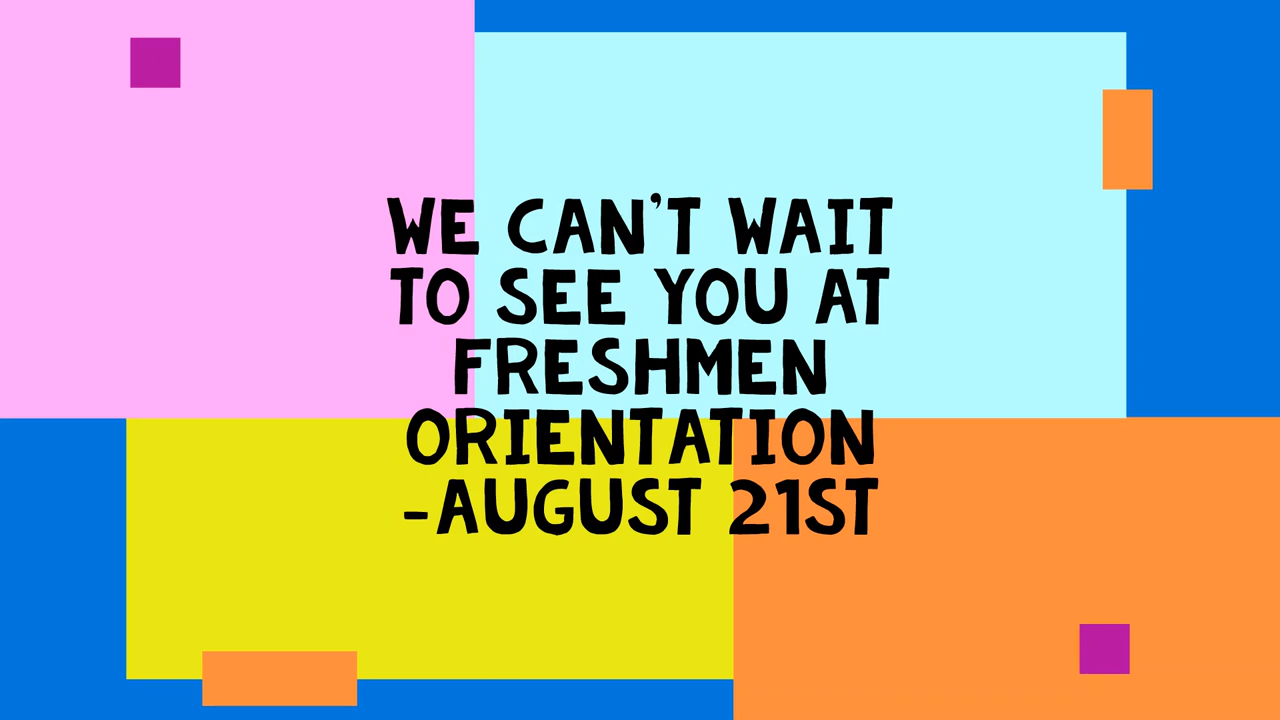 WE CAN'T WAIT
TO SEE YOU AT
FRESHMEN
ORIENTATION
-AUGUST 21ST